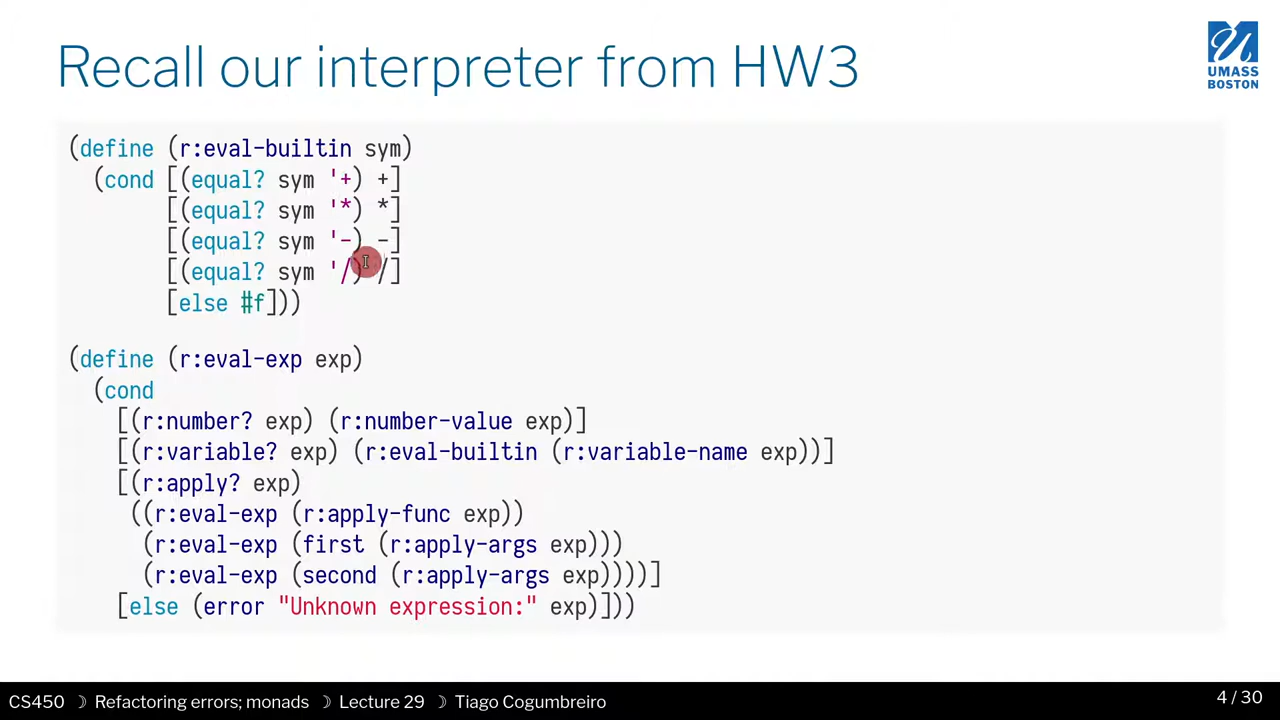 Recall our interpreter from HW3
UMASS
BOSTON
(define (r:eval-builtin sym)
  (cond [(equal? sym '+) +]
        [(equal? sym '*) *]
        [(equal? sym '-) -]
        [(equal? sym '/) /]
        [else #f]))
(define (r:eval-exp exp)
  (cond
    [(r:number? exp) (r:number-value exp)]
    [(r:variable? exp) (r:eval-builtin (r:variable-name exp))]
    [(r:apply? exp)
     ((r:eval-exp (r:apply-func exp))
      (r:eval-exp (first (r:apply-args exp)))
      (r:eval-exp (second (r:apply-args exp))))]
    [else (error "Unknown expression:" exp)]))
CS450 ☽ Refactoring errors; monads ☽ Lecture 29 ☽ Tiago Cogumbreiro
4 / 30